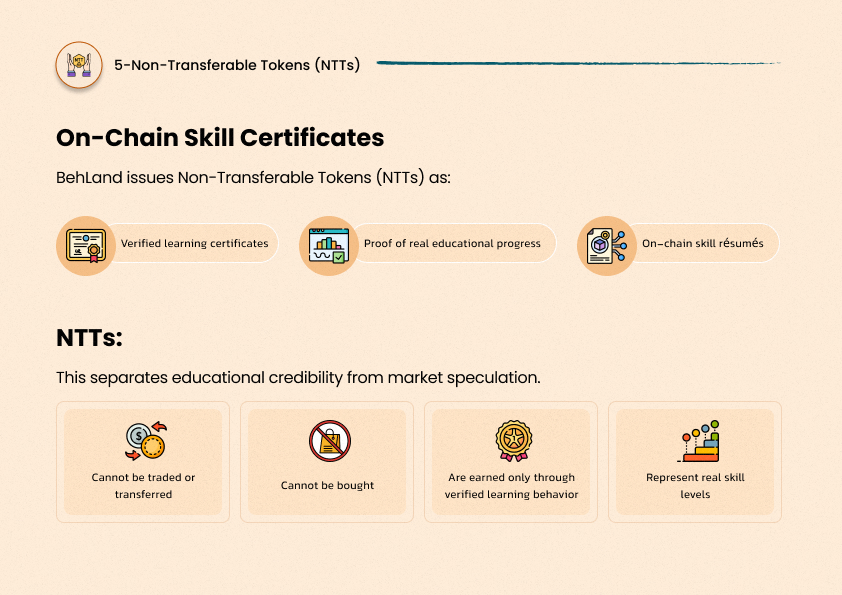 NTT
5-Non-Transferable Tokens (NTTs)
On-Chain Skill Certificates
BehLand issues Non-Transferable Tokens (NTTs) as:
Verified learning certificates
Proof of real educational progress
On-chain skill résumés
NTTs:
This separates educational credibility from market speculation.
Cannot be traded or
transferred
Cannot be bought
Are earned only through
verified learning behavior
Represent real skill
levels